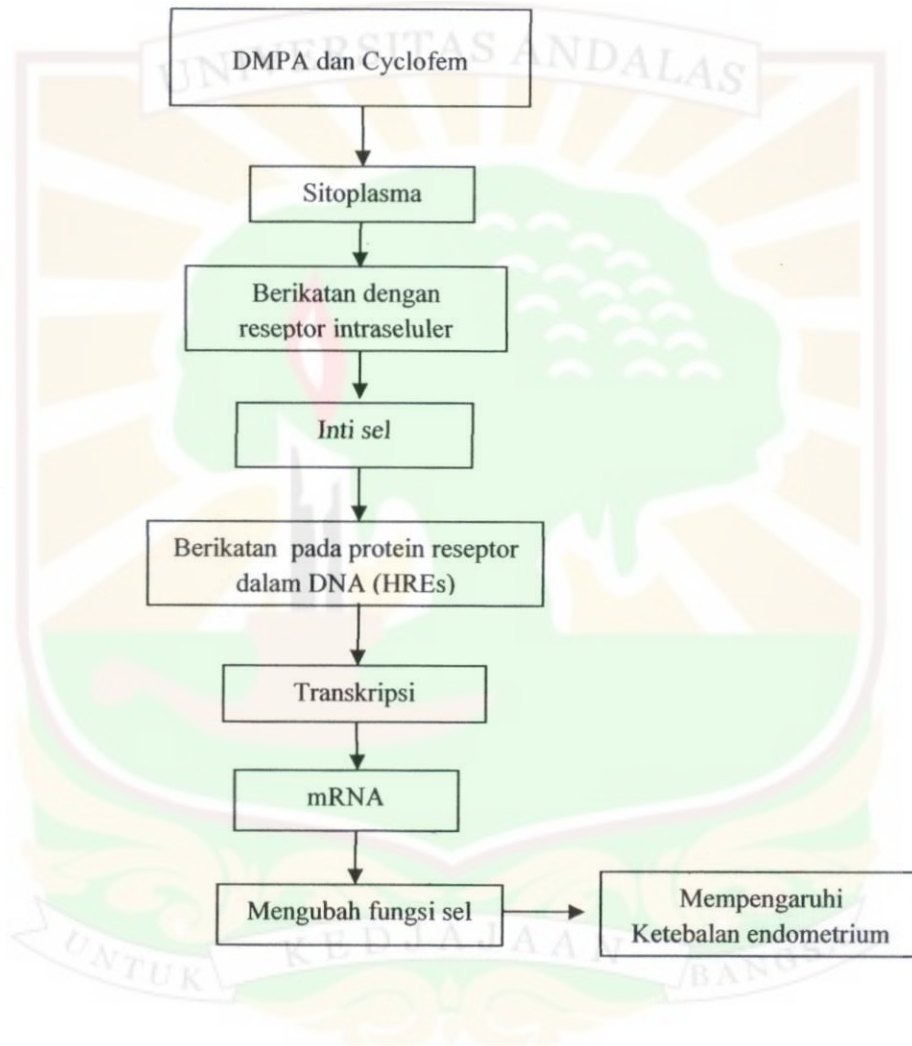 UNIVERSITAS ANDALAS
DMPA dan Cyclofem
Sitoplasma
Berikatan dengan
reseptor intraseluler
Inti sel
Berikatan pada protein reseptor
dalam DNA (HREs)
Transkripsi
mRNA
Mengubah fungsi sel
Mempengaruhi
Ketebalan endometrium
UNTUK KEDJAJAAN BANGSA